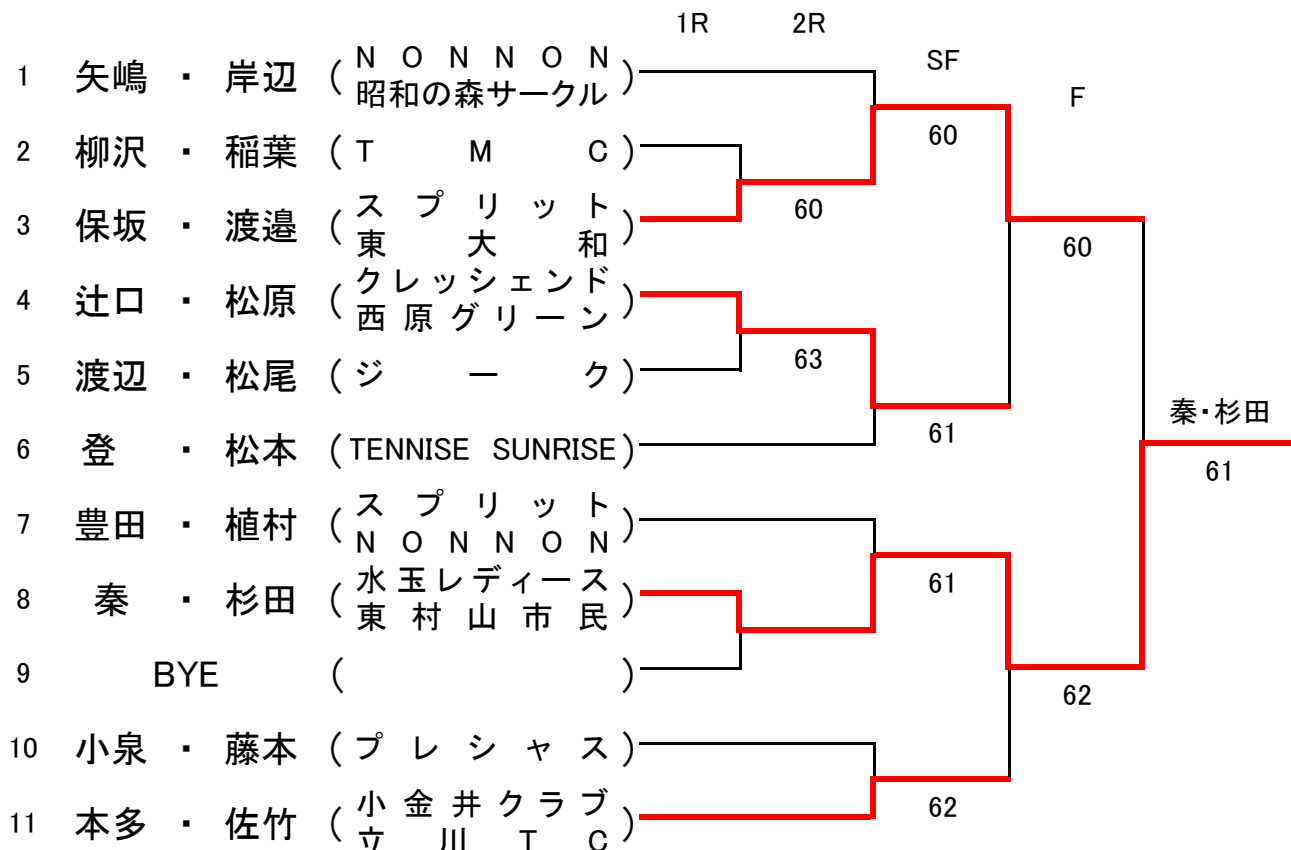 1R 2R
SF
F
1 矢嶋 ・ 岸辺 ( NONNON
昭和の森サークル )
2 柳沢 ・ 稲葉 ( TMC )
3 保坂 ・ 渡邉 ( スプリット
東大和 )
4 辻口 ・ 松原 ( クレッシェンド
西原グリーン )
5 渡辺 ・ 松尾 ( ジーク )
6 登 ・ 松本 ( TENNISE SUNRISE )
7 豊田 ・ 植村 ( スプリット
NONNON )
8 秦 ・ 杉田 ( 水玉レディース
東村山市民 )
9 BYE ( )
10 小泉 ・ 藤本 ( プレシャス )
11 本多 ・ 佐竹 ( 小金井クラブ
立川TC )
60
63
60
61
61
62
60
62
秦・杉田
61